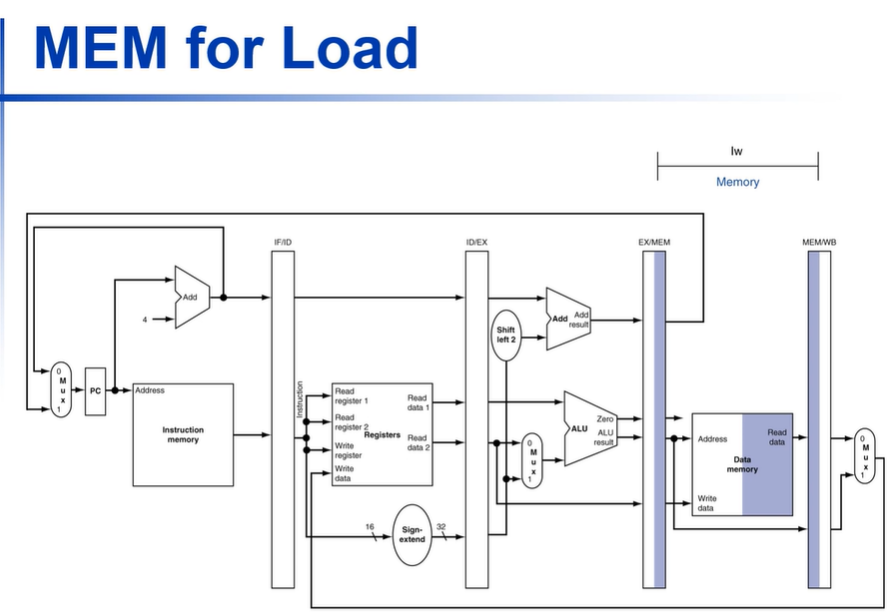 MEM for Load
lw
Memory
IF/ID
ID/EX
EX/MEM
MEM/WB
Add
4
Add
Add
result
Shift
left 2
0
M
u
x
1
PC
Address
Instruction
memory
Instruction
Read
register 1
Read
register 2
Write
register
Write
data
Registers
Read
data 1
Read
data 2
0
M
u
x
1
ALU
Zero
ALU
result
Address
Data
memory
Read
data
Write
data
0
M
u
x
1
16
Sign-
extend
32